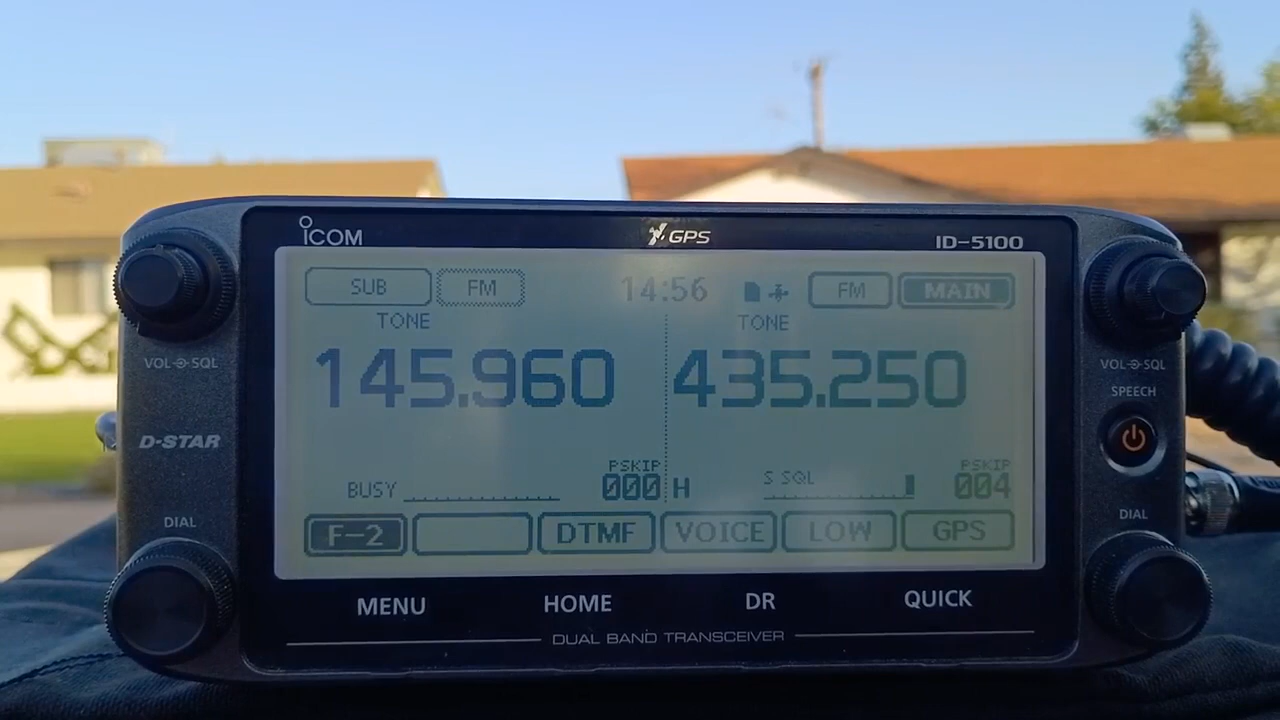 ICOM GPS ID-5100
SUB FM 14:56 FM MAIN
TONE TONE
145.960 435.250
VOL SQL VOL SQL
SPEECH
D-STAR
PSKIP PSKIP
BUSY 000 H S SQL 004
DIAL DIAL
F-2 DTMF VOICE LOW GPS
MENU HOME DR QUICK
DUAL BAND TRANSCEIVER